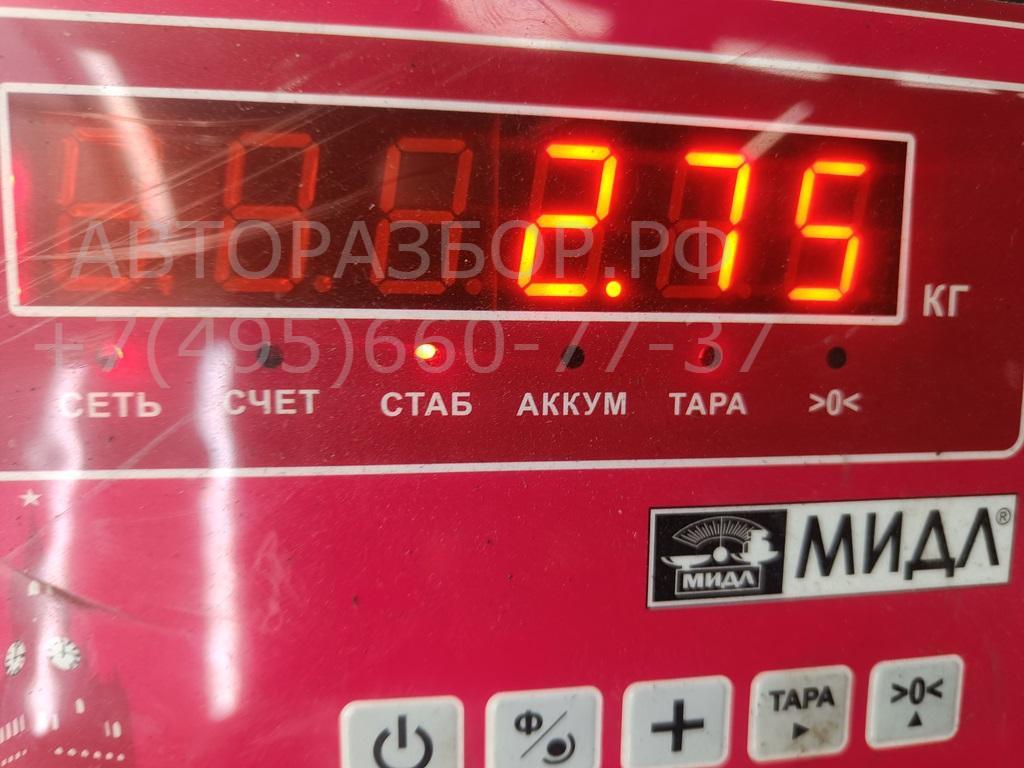 2.75
КГ
АВТОРАЗБОР.РФ
+7(495)660-77-37
СЕТЬ СЧЕТ СТАБ АККУМ ТАРА >0<
МИДЛ МИДЛ®
Ф
+
ТАРА
>0<